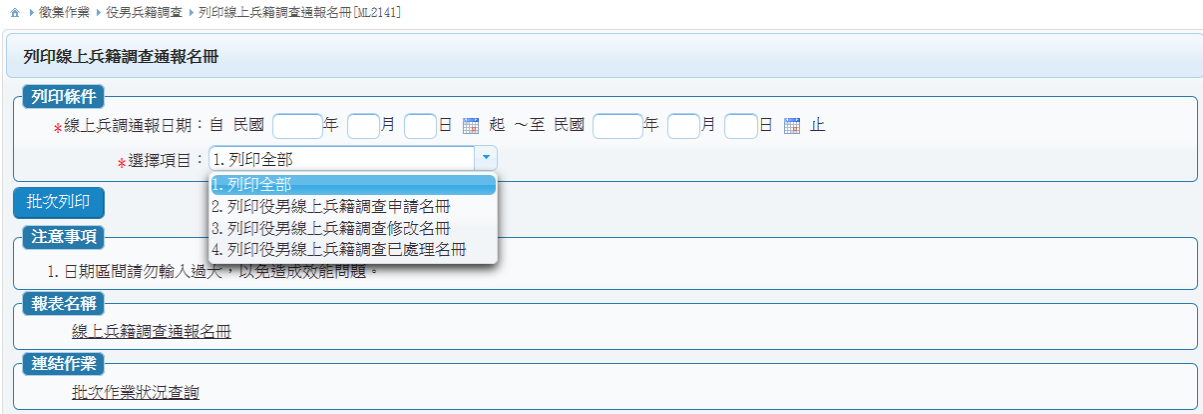 徵集作業 役男兵籍調查 列印線上兵籍調查通報名冊[ML2141]
列印線上兵籍調查通報名冊
列印條件
*線上兵調通報日期：自 民國 年 月 日 起 ～至 民國 年 月 日 止
*選擇項目：1.列印全部
1.列印全部
2.列印役男線上兵籍調查申請名冊
3.列印役男線上兵籍調查修改名冊
4.列印役男線上兵籍調查已處理名冊
批次列印
注意事項
1.日期區間請勿輸入過大，以免造成效能問題。
報表名稱
線上兵籍調查通報名冊
連結作業
批次作業狀況查詢